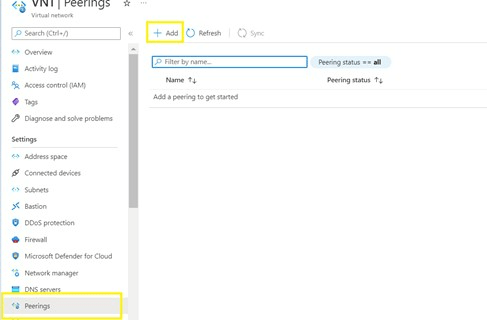 VNT | Peerings
Virtual network
Search (Ctrl+/)
Overview
Activity log
Access control (IAM)
Tags
Diagnose and solve problems
Settings
Address space
Connected devices
Subnets
Bastion
DDoS protection
Firewall
Microsoft Defender for Cloud
Network manager
DNS servers
Peerings
Add Refresh Sync
Filter by name... Peering status == all
Name ↑↓ Peering status ↑↓
Add a peering to get started